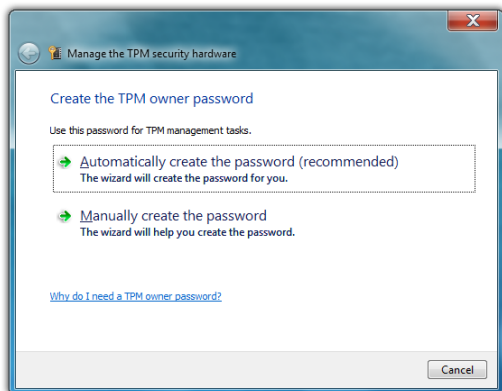 Manage the TPM security hardware
Create the TPM owner password
Use this password for TPM management tasks.
Automatically create the password (recommended)
The wizard will create the password for you.
Manually create the password
The wizard will help you create the password.
Why do I need a TPM owner password?
Cancel